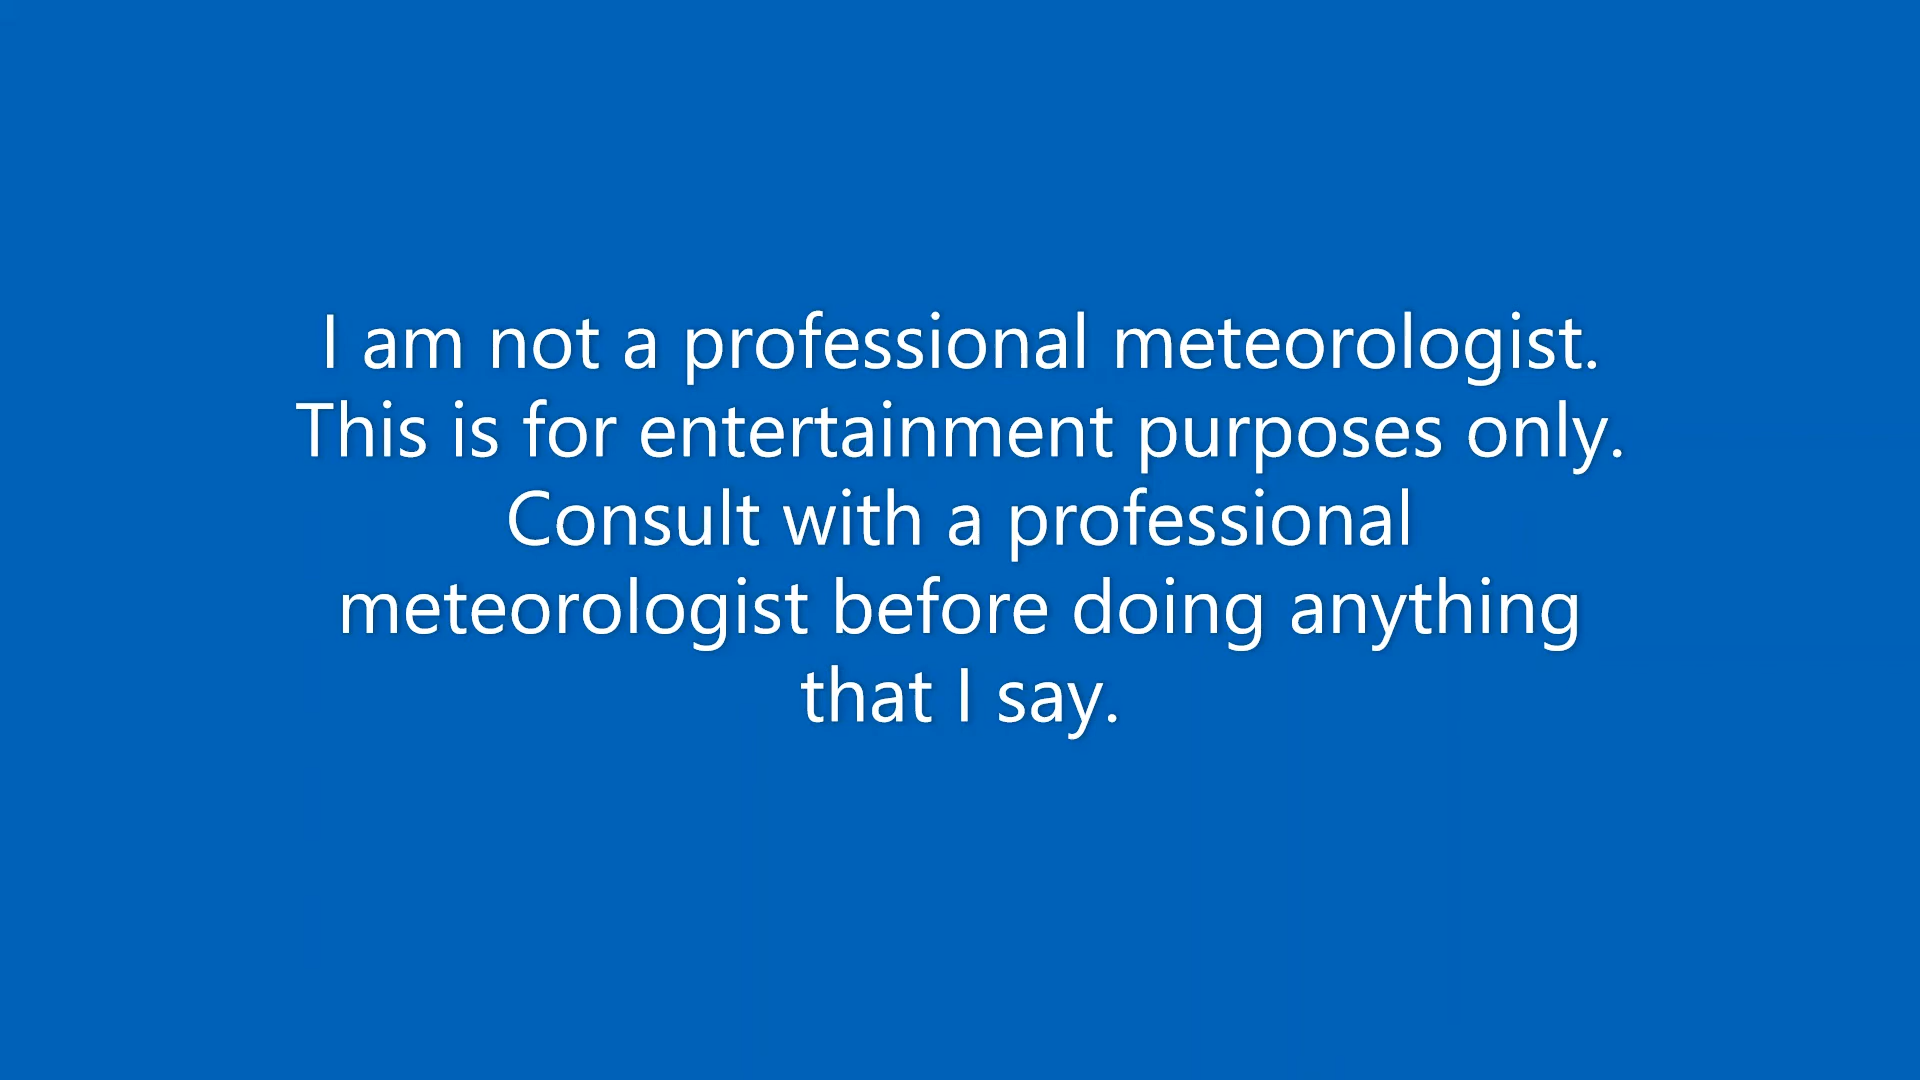 I am not a professional meteorologist.
This is for entertainment purposes only.
Consult with a professional
meteorologist before doing anything
that I say.